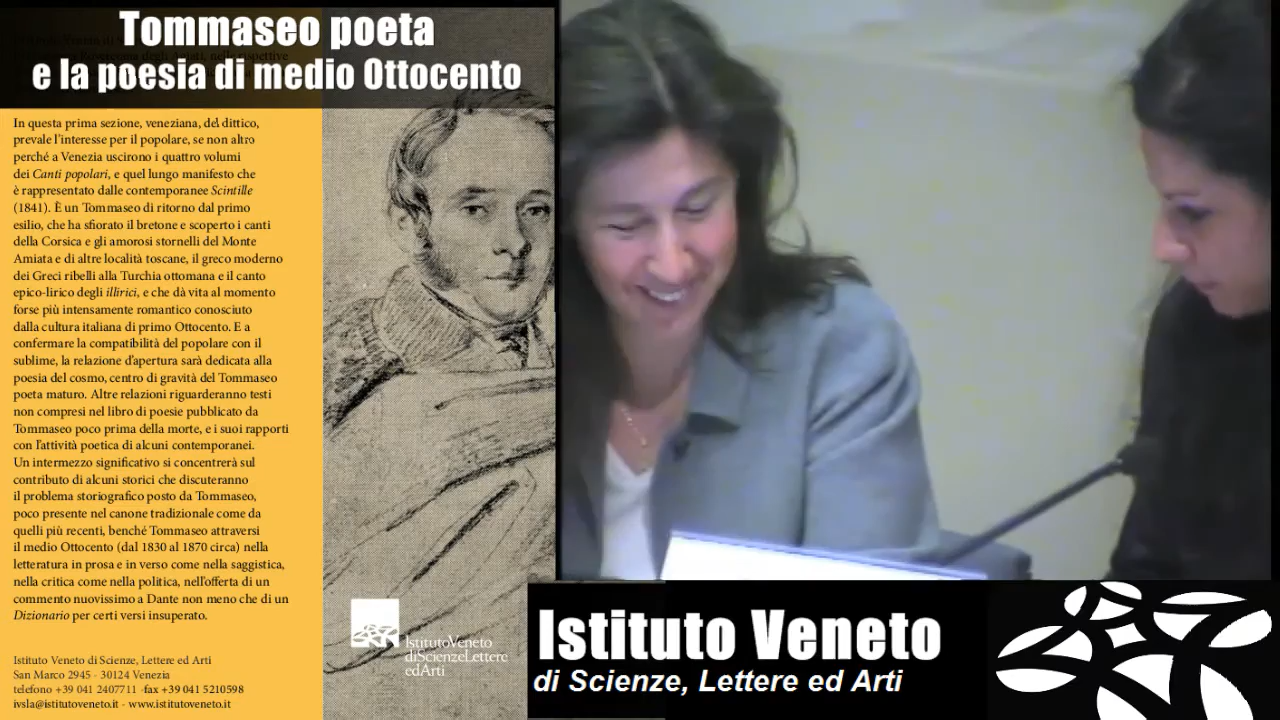 Tommaseo poeta
e la poesia di medio Ottocento
In questa prima sezione, veneziana, del dittico,
prevale l'interesse per il popolare, se non altro
perché a Venezia uscirono i quattro volumi
dei Canti popolari, e quel lungo manifesto che
è rappresentato dalle contemporanee Scintille
(1841). È un Tommaseo di ritorno dal primo
esilio, che ha sfiorato il bretone e scoperto i canti
della Corsica e gli amorosi stornelli del Monte
Amiata e di altre località toscane, il greco moderno
dei Greci ribelli alla Turchia ottomana e il canto
epico-lirico degli illirici, e che dà vita al momento
forse più intensamente romantico conosciuto
dalla cultura italiana di primo Ottocento. E a
confermare la compatibilità del popolare con il
sublime, la relazione d'apertura sarà dedicata alla
poesia del cosmo, centro di gravità del Tommaseo
poeta maturo. Altre relazioni riguarderanno testi
non compresi nel libro di poesie pubblicato da
Tommaseo poco prima della morte, e i suoi rapporti
con l'attività poetica di alcuni contemporanei.
Un intermezzo significativo si concentrerà sul
contributo di alcuni storici che discuteranno
il problema storiografico posto da Tommaseo,
poco presente nel canone tradizionale come da
quelli più recenti, benché Tommaseo attraversi
il medio Ottocento (dal 1830 al 1870 circa) nella
letteratura in prosa e in verso come nella saggistica,
nella critica come nella politica, nell'offerta di un
commento nuovissimo a Dante non meno che di un
Dizionario per certi versi insuperato.
Istituto Veneto di Scienze, Lettere ed Arti
San Marco 2945 - 30124 Venezia
telefono +39 041 2407711 -fax +39 041 5210598
ivsla@istitutoveneto.it - www.istitutoveneto.it
IstitutoVeneto
diScienzeLettere
edArti
Istituto Veneto
di Scienze, Lettere ed Arti